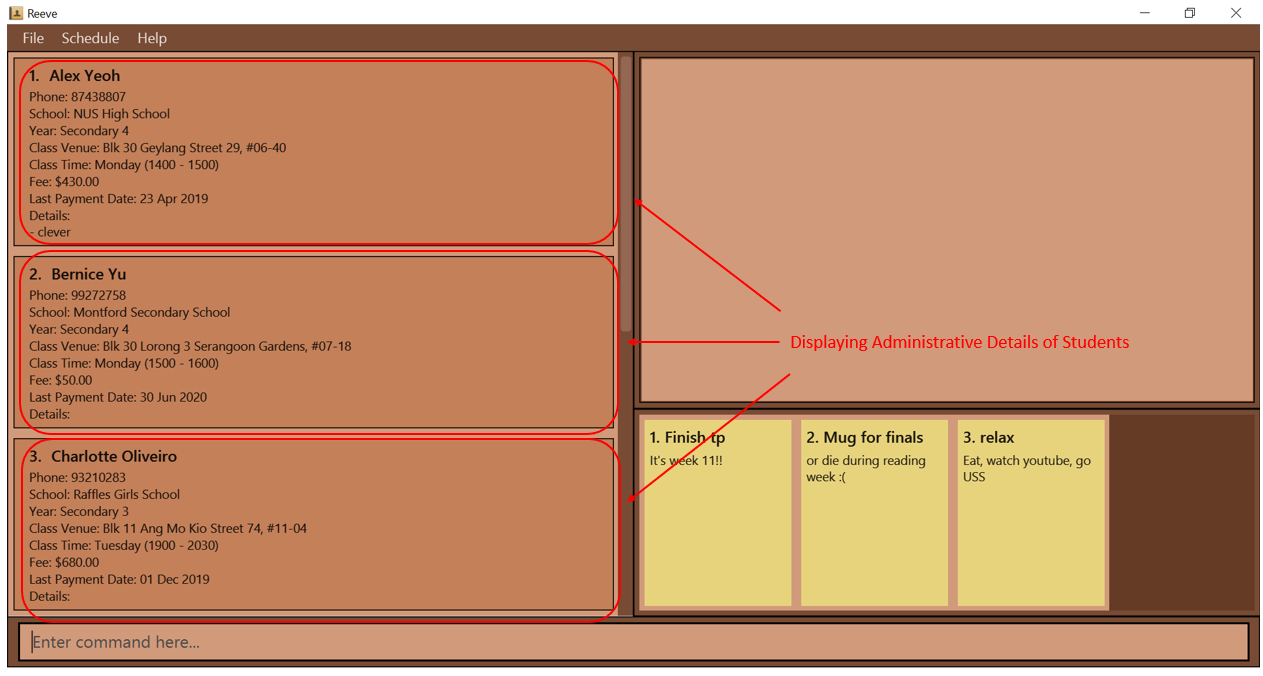 Reeve
File Schedule Help
1. Alex Yeoh
Phone: 87438807
School: NUS High School
Year: Secondary 4
Class Venue: Blk 30 Geylang Street 29, #06-40
Class Time: Monday (1400 - 1500)
Fee: $430.00
Last Payment Date: 23 Apr 2019
Details:
- clever
2. Bernice Yu
Phone: 99272758
School: Montford Secondary School
Year: Secondary 4
Class Venue: Blk 30 Lorong 3 Serangoon Gardens, #07-18
Class Time: Monday (1500 - 1600)
Fee: $50.00
Last Payment Date: 30 Jun 2020
Details:
3. Charlotte Oliveiro
Phone: 93210283
School: Raffles Girls School
Year: Secondary 3
Class Venue: Blk 11 Ang Mo Kio Street 74, #11-04
Class Time: Tuesday (1900 - 2030)
Fee: $680.00
Last Payment Date: 01 Dec 2019
Details:
Displaying Administrative Details of Students
1. Finish tp
It's week 11!!
2. Mug for finals
or die during reading
week :(
3. relax
Eat, watch youtube, go
USS
Enter command here...